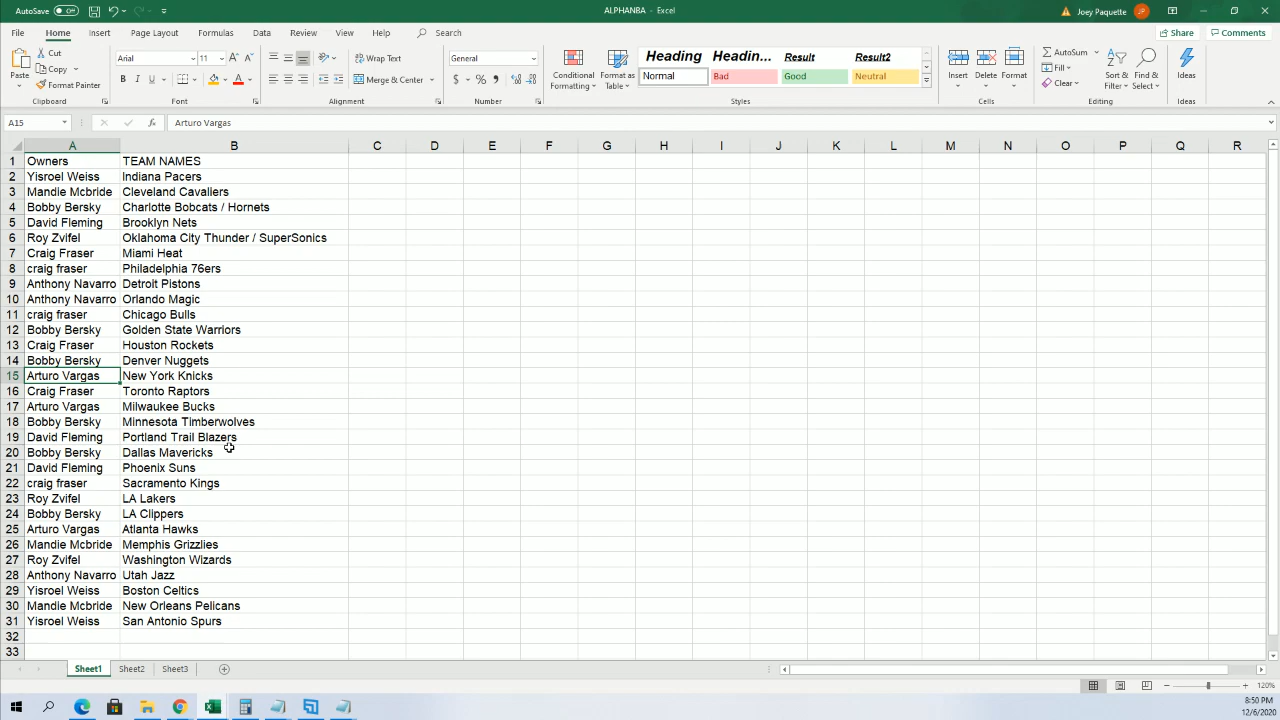 AutoSave Off ALPHANBA – Excel Joey Paquette
File Home Insert Page Layout Formulas Data Review View Help Search Share Comments
Paste Cut Copy Format Painter Clipboard
Arial 11 Font
Wrap Text Merge & Center Alignment
General Number
Conditional Formatting Format as Table
Heading Headin... Result Result2
Normal Bad Good Neutral
Styles
Insert Delete Format Cells
AutoSum Fill Clear Sort & Filter Find & Select Editing
Ideas Ideas
A15 fx Arturo Vargas
A B C D E F G H I J K L M N O P Q R
1 Owners TEAM NAMES
2 Yisroel Weiss Indiana Pacers
3 Mandie Mcbride Cleveland Cavaliers
4 Bobby Bersky Charlotte Bobcats / Hornets
5 David Fleming Brooklyn Nets
6 Roy Zvifel Oklahoma City Thunder / SuperSonics
7 Craig Fraser Miami Heat
8 craig fraser Philadelphia 76ers
9 Anthony Navarro Detroit Pistons
10 Anthony Navarro Orlando Magic
11 craig fraser Chicago Bulls
12 Bobby Bersky Golden State Warriors
13 Craig Fraser Houston Rockets
14 Bobby Bersky Denver Nuggets
15 Arturo Vargas New York Knicks
16 Craig Fraser Toronto Raptors
17 Arturo Vargas Milwaukee Bucks
18 Bobby Bersky Minnesota Timberwolves
19 David Fleming Portland Trail Blazers
20 Bobby Bersky Dallas Mavericks
21 David Fleming Phoenix Suns
22 craig fraser Sacramento Kings
23 Roy Zvifel LA Lakers
24 Bobby Bersky LA Clippers
25 Arturo Vargas Atlanta Hawks
26 Mandie Mcbride Memphis Grizzlies
27 Roy Zvifel Washington Wizards
28 Anthony Navarro Utah Jazz
29 Yisroel Weiss Boston Celtics
30 Mandie Mcbride New Orleans Pelicans
31 Yisroel Weiss San Antonio Spurs
32
33
Sheet1 Sheet2 Sheet3
120%
8:50 PM
12/6/2020